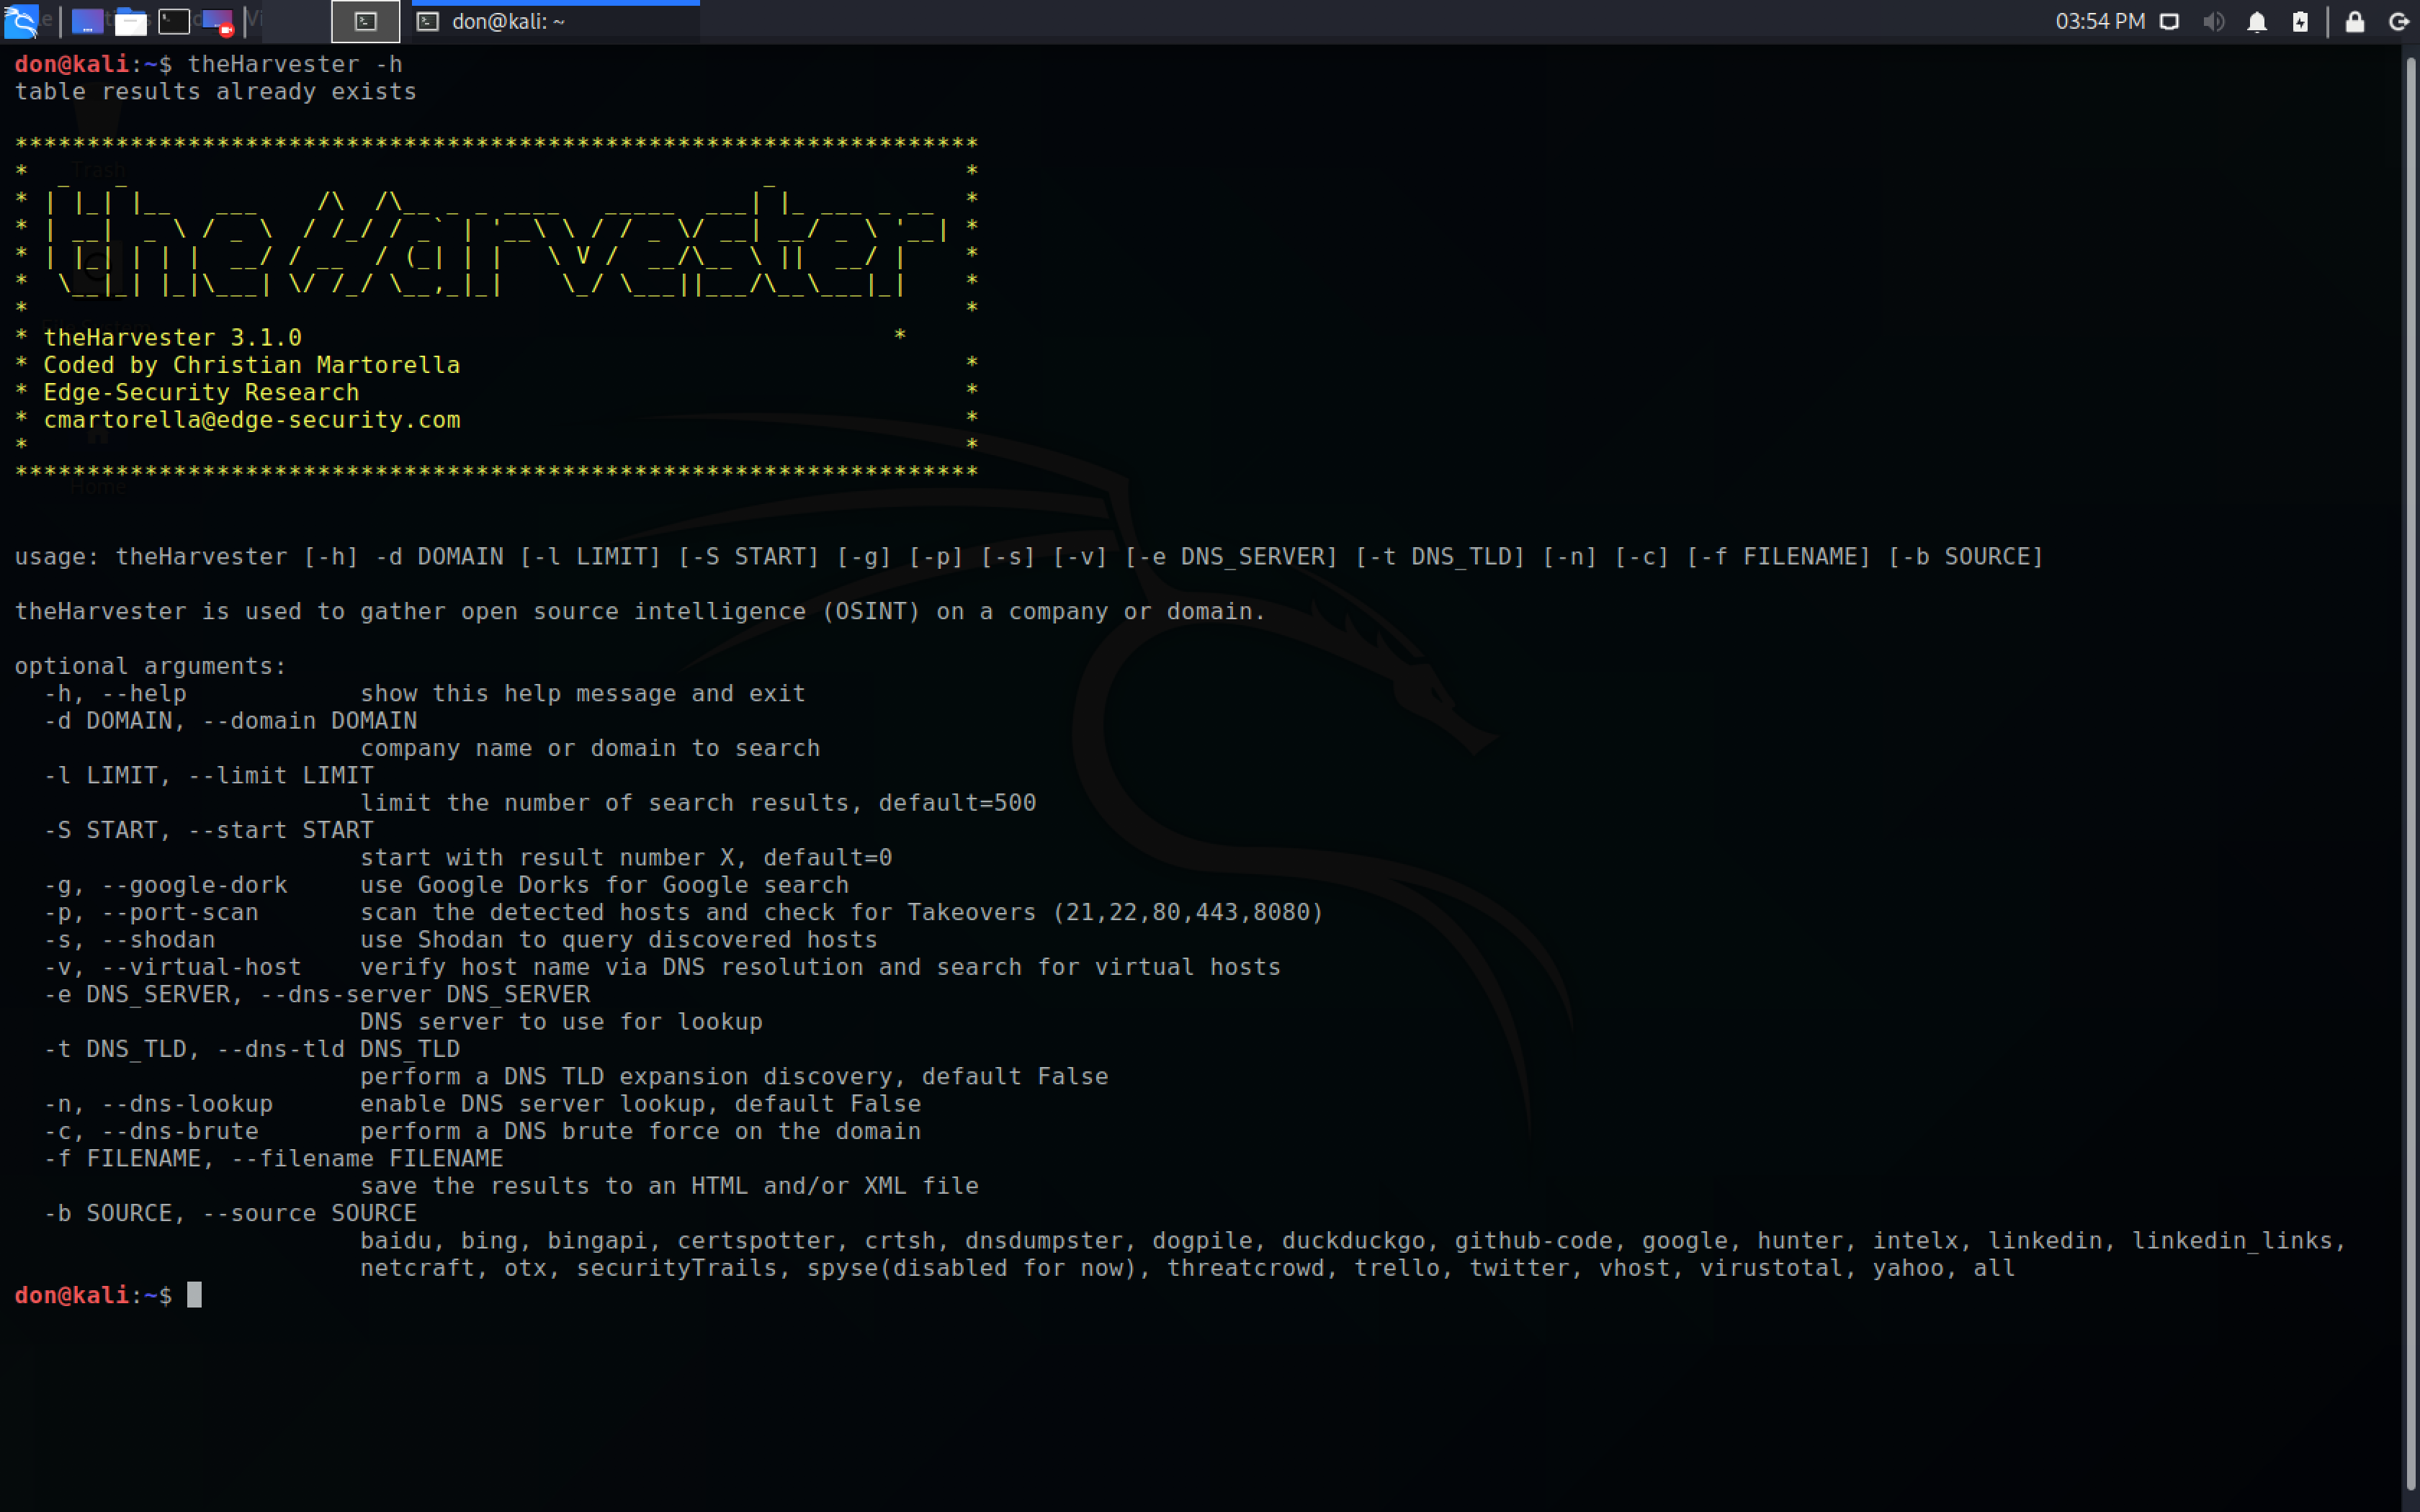 03:54 PM
don@kali: ~
don@kali:~$ theHarvester -h
table results already exists
*******************************************************************
*                                                                 *
* | |_| |__   ___    /\  /\__ _ _ ____   _____  ___| |_ ___ _ __  *
* | __|  _ \ / _ \  / /_/ / _` | '__\ \ / / _ \/ __| __/ _ \ '__| *
* | |_| | | |  __/ / __  / (_| | |   \ V /  __/\__ \ ||  __/ |    *
*  \__|_| |_|\___| \/ /_/ \__,_|_|    \_/ \___||___/\__\___|_|    *
*                                                                 *
* theHarvester 3.1.0                                         *
* Coded by Christian Martorella                                   *
* Edge-Security Research                                          *
* cmartorella@edge-security.com                                   *
*                                                                 *
*******************************************************************
Trash
Home
usage: theHarvester [-h] -d DOMAIN [-l LIMIT] [-S START] [-g] [-p] [-s] [-v] [-e DNS_SERVER] [-t DNS_TLD] [-n] [-c] [-f FILENAME] [-b SOURCE]
theHarvester is used to gather open source intelligence (OSINT) on a company or domain.
optional arguments:
  -h, --help            show this help message and exit
  -d DOMAIN, --domain DOMAIN
                        company name or domain to search
  -l LIMIT, --limit LIMIT
                        limit the number of search results, default=500
  -S START, --start START
                        start with result number X, default=0
  -g, --google-dork     use Google Dorks for Google search
  -p, --port-scan       scan the detected hosts and check for Takeovers (21,22,80,443,8080)
  -s, --shodan          use Shodan to query discovered hosts
  -v, --virtual-host    verify host name via DNS resolution and search for virtual hosts
  -e DNS_SERVER, --dns-server DNS_SERVER
                        DNS server to use for lookup
  -t DNS_TLD, --dns-tld DNS_TLD
                        perform a DNS TLD expansion discovery, default False
  -n, --dns-lookup      enable DNS server lookup, default False
  -c, --dns-brute       perform a DNS brute force on the domain
  -f FILENAME, --filename FILENAME
                        save the results to an HTML and/or XML file
  -b SOURCE, --source SOURCE
                        baidu, bing, bingapi, certspotter, crtsh, dnsdumpster, dogpile, duckduckgo, github-code, google, hunter, intelx, linkedin, linkedin_links,
                        netcraft, otx, securityTrails, spyse(disabled for now), threatcrowd, trello, twitter, vhost, virustotal, yahoo, all
don@kali:~$